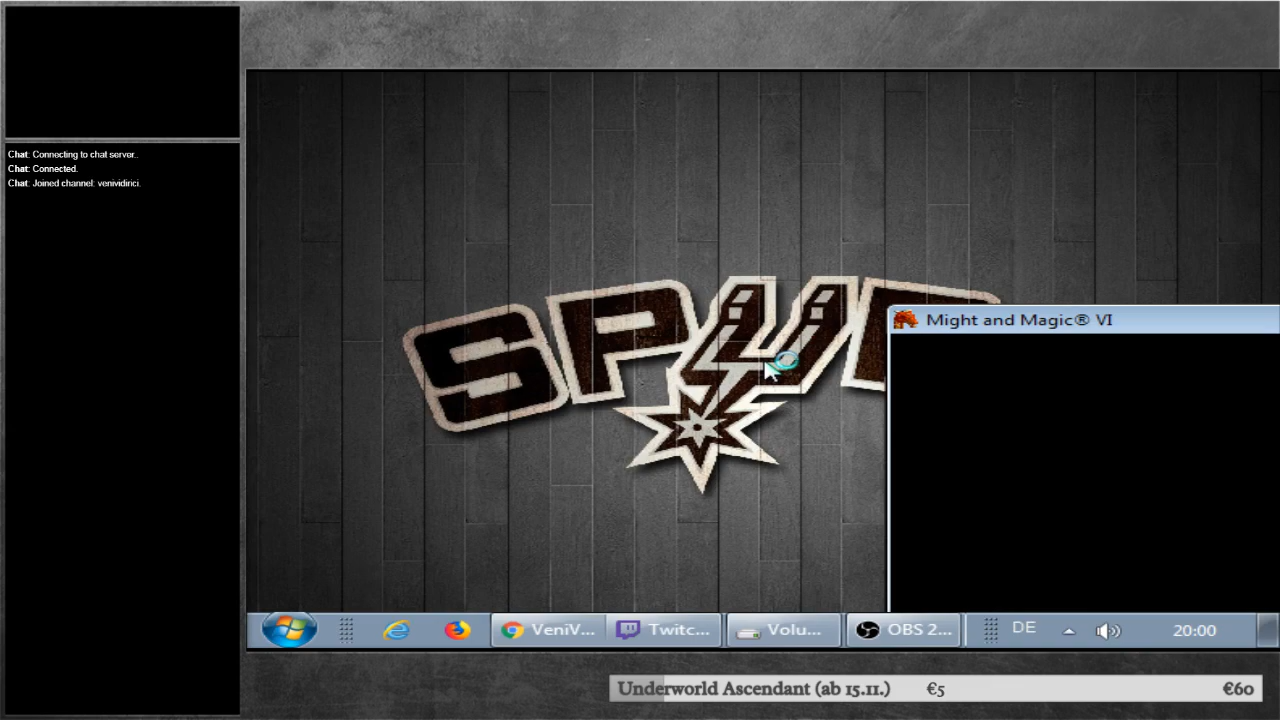 Chat: Connecting to chat server..
Chat: Connected.
Chat: Joined channel: venividirici.
SPUR
Might and Magic® VI
VeniV... Twitc... Volu... OBS 2... DE 20:00
Underworld Ascendant (ab 15.11.) €5 €60